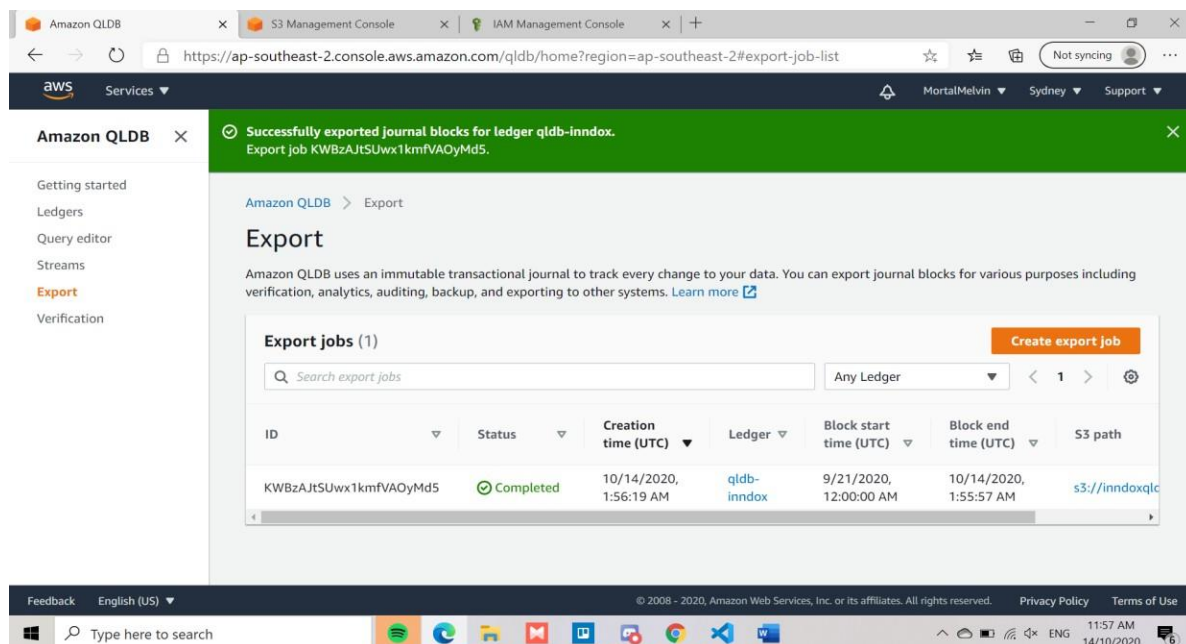 Amazon QLDB
S3 Management Console
IAM Management Console
https://ap-southeast-2.console.aws.amazon.com/qldb/home?region=ap-southeast-2#export-job-list
Not syncing
aws
Services
MortalMelvin
Sydney
Support
Amazon QLDB
Successfully exported journal blocks for ledger qldb-inndox.
Export job KWBzAJtSUwx1kmfVAOyMd5.
Getting started
Ledgers
Query editor
Streams
Export
Verification
Amazon QLDB > Export
Export
Amazon QLDB uses an immutable transactional journal to track every change to your data. You can export journal blocks for various purposes including
verification, analytics, auditing, backup, and exporting to other systems. Learn more
Export jobs (1)
Create export job
Search export jobs
Any Ledger
1
ID
Status
Creation
time (UTC)
Ledger
Block start
time (UTC)
Block end
time (UTC)
S3 path
KWBzAJtSUwx1kmfVAOyMd5
Completed
10/14/2020,
1:56:19 AM
qldb-
inndox
9/21/2020,
12:00:00 AM
10/14/2020,
1:55:57 AM
s3://inndoxqlc
Feedback
English (US)
© 2008 - 2020, Amazon Web Services, Inc. or its affiliates. All rights reserved.
Privacy Policy
Terms of Use
Type here to search
ENG
11:57 AM
14/10/2020
6